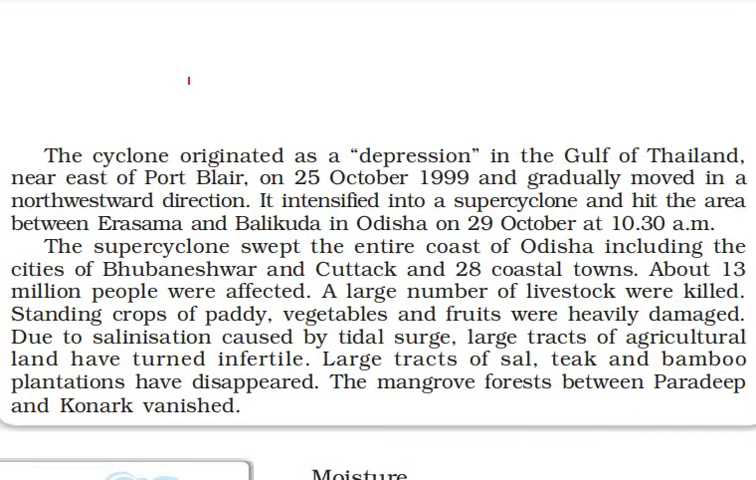 The cyclone originated as a “depression” in the Gulf of Thailand,
near east of Port Blair, on 25 October 1999 and gradually moved in a
northwestward direction. It intensified into a supercyclone and hit the area
between Erasama and Balikuda in Odisha on 29 October at 10.30 a.m.
The supercyclone swept the entire coast of Odisha including the
cities of Bhubaneshwar and Cuttack and 28 coastal towns. About 13
million people were affected. A large number of livestock were killed.
Standing crops of paddy, vegetables and fruits were heavily damaged.
Due to salinisation caused by tidal surge, large tracts of agricultural
land have turned infertile. Large tracts of sal, teak and bamboo
plantations have disappeared. The mangrove forests between Paradeep
and Konark vanished.
Moisture